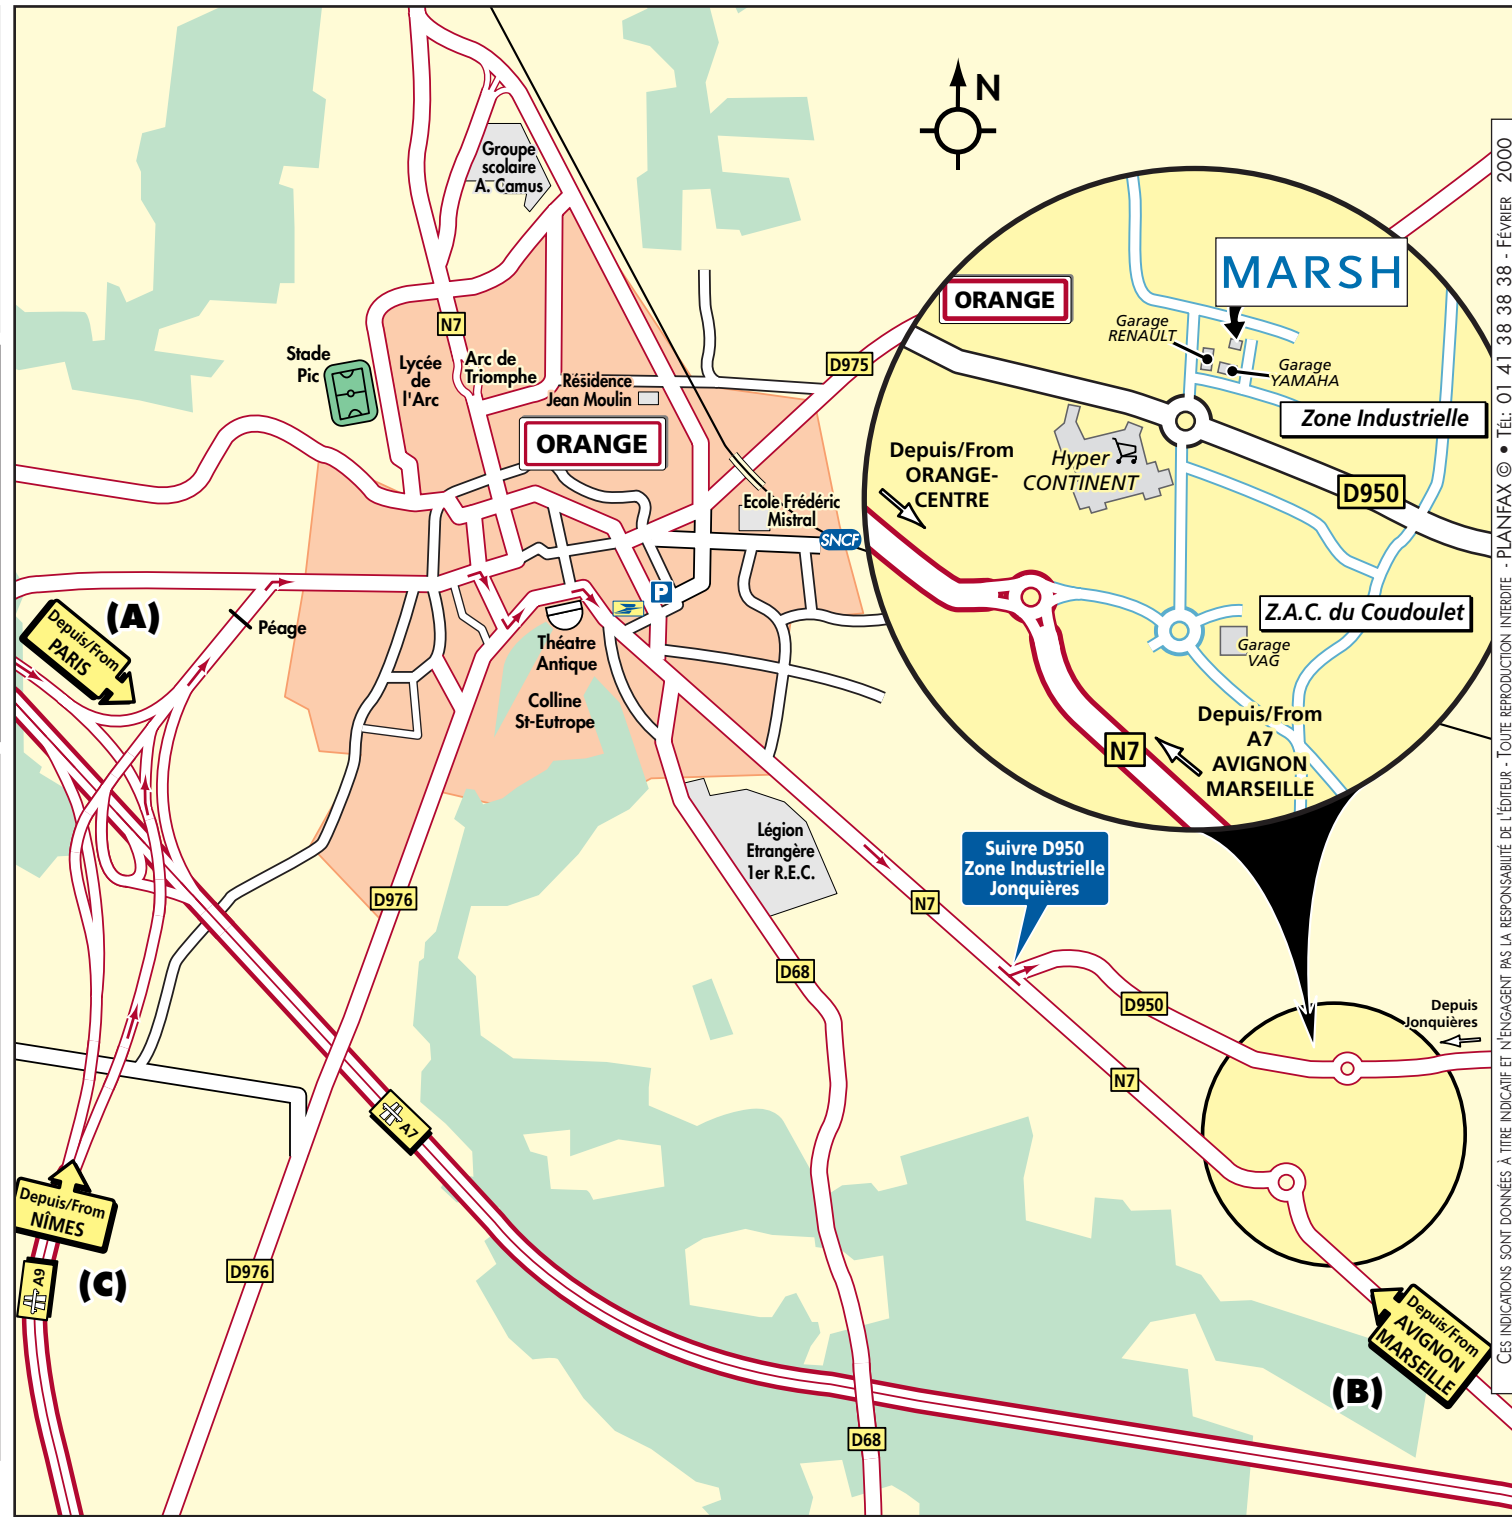 N
Groupe
scolaire
A. Camus
MARSH
ORANGE
Garage
RENAULT
Garage
YAMAHA
N7
Stade
Pic
Lycée
de
l'Arc
Arc de
Triomphe
Résidence
Jean Moulin
D975
ORANGE
Zone Industrielle
Depuis/From
ORANGE-
CENTRE
Hyper
CONTINENT
D950
Ecole Frédéric
Mistral
SNCF
P
(A)
Depuis/From
PARIS
Péage
Théatre
Antique
Colline
St-Eutrope
Z.A.C. du Coudoulet
Garage
VAG
Depuis/From
A7
AVIGNON
MARSEILLE
N7
Légion
Etrangère
1er R.E.C.
Suivre D950
Zone Industrielle
Jonquières
D976
N7
D68
D950
Depuis
Jonquières
N7
A7
Depuis/From
NÎMES
A9
(C)
D976
Depuis/From
AVIGNON
MARSEILLE
(B)
D68
CES INDICATIONS SONT DONNÉES À TITRE INDICATIF ET N'ENGAGENT PAS LA RESPONSABILITÉ DE L'ÉDITEUR - TOUTE REPRODUCTION INTERDITE - PLANFAX © • TÉL: 01 41 38 38 38 - FÉVRIER 2000